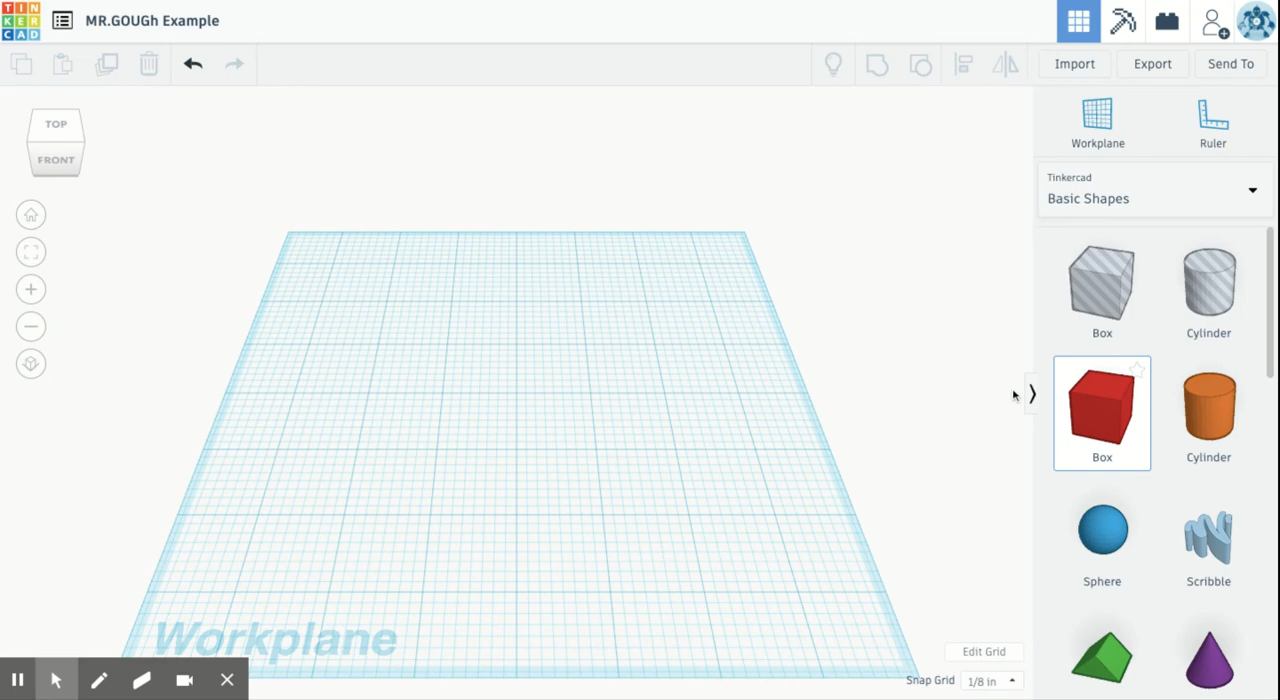 TIN
KER
CAD
MR.GOUGh Example
Import
Export
Send To
TOP
FRONT
Workplane
Ruler
Tinkercad
Basic Shapes
Box
Cylinder
Box
Cylinder
Sphere
Scribble
Workplane
Edit Grid
Snap Grid
1/8 in